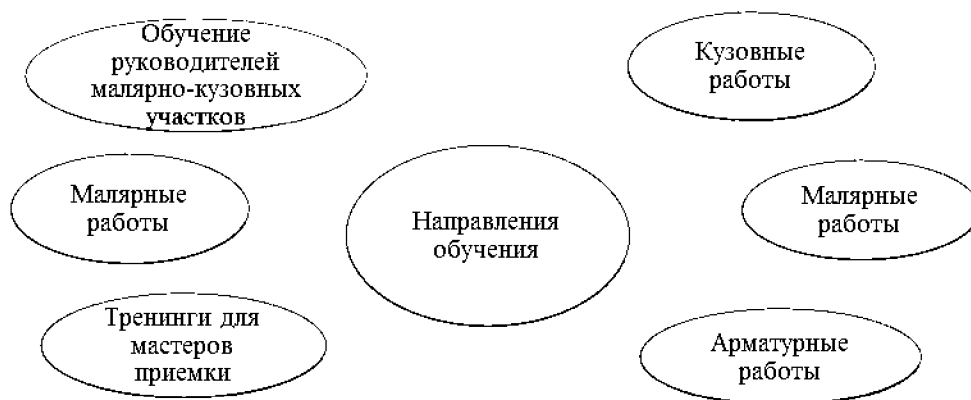 Обучение
руководителей
малярно-кузовных
участков
Кузовные
работы
Малярные
работы
Направления
обучения
Малярные
работы
Тренинги для
мастеров
приемки
Арматурные
работы